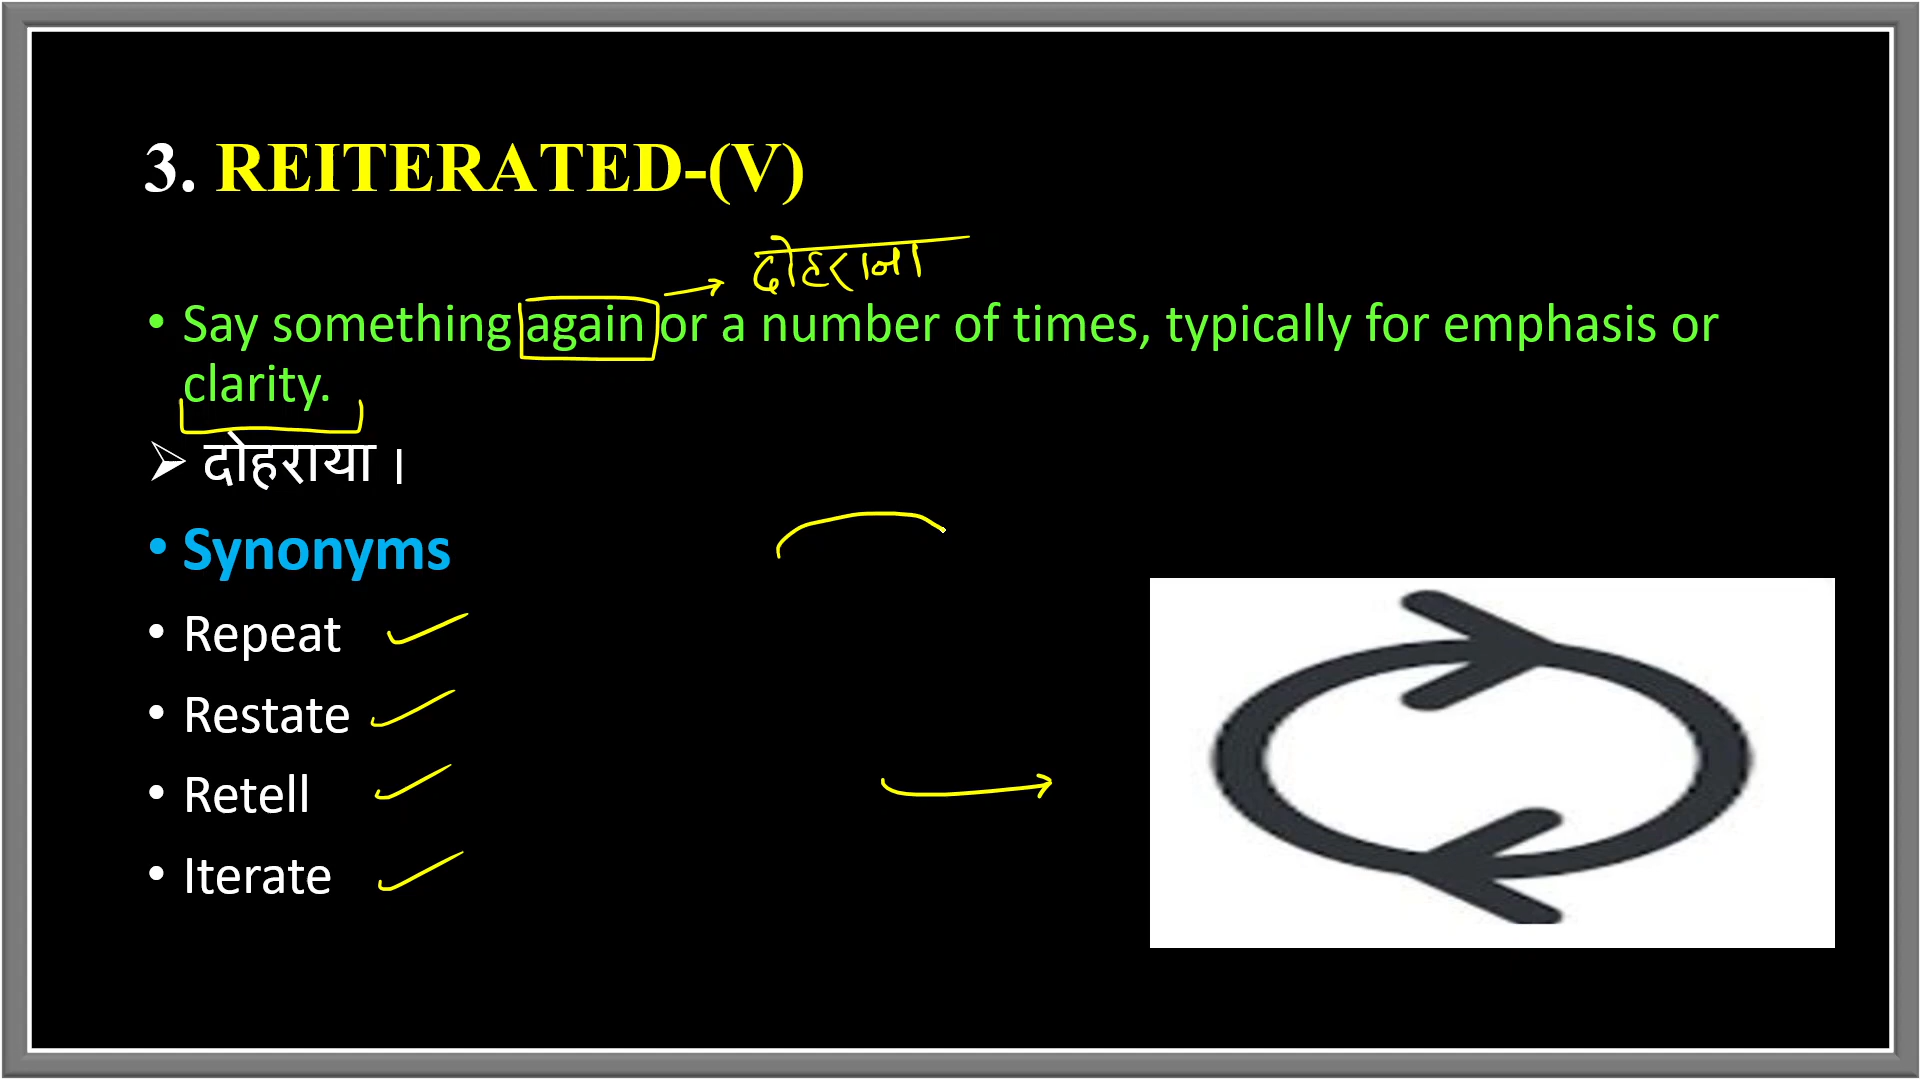 3. REITERATED-(V)
दोहराना
• Say something again or a number of times, typically for emphasis or
clarity.
➢ दोहराया ।
• Synonyms
• Repeat
• Restate
• Retell
• Iterate